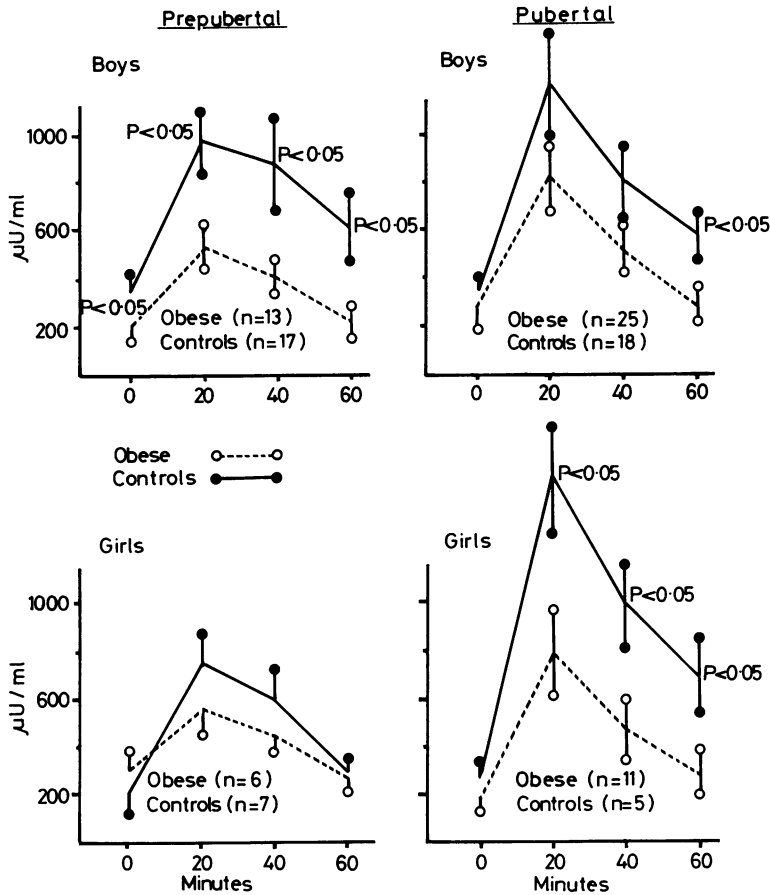 Prepubertal
Pubertal
Boys
Boys
1000
600
200
μU/ml
P<0·05
P<0·05
P<0·05
P<0·05
Obese (n=13)
Controls (n=17)
0 20 40 60
P<0·05
Obese (n=25)
Controls (n=18)
0 20 40 60
Obese
Controls
Girls
Girls
1000
600
200
μU/ml
Obese (n=6)
Controls (n=7)
0 20 40 60
Minutes
P<0·05
P<0·05
P<0·05
Obese (n=11)
Controls (n=5)
0 20 40 60
Minutes